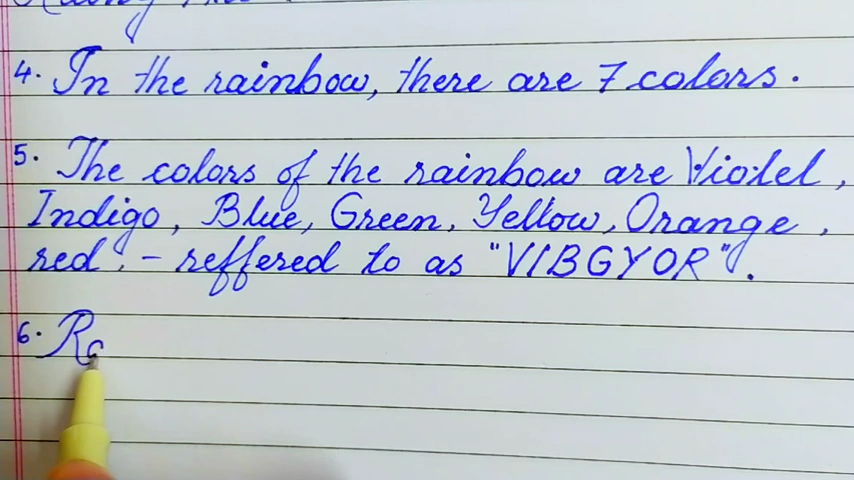 4. In the rainbow, there are 7 colors.
5. The colors of the rainbow are Violet,
Indigo, Blue, Green, Yellow, Orange,
red, - reffered to as "VIBGYOR".
6. Ra